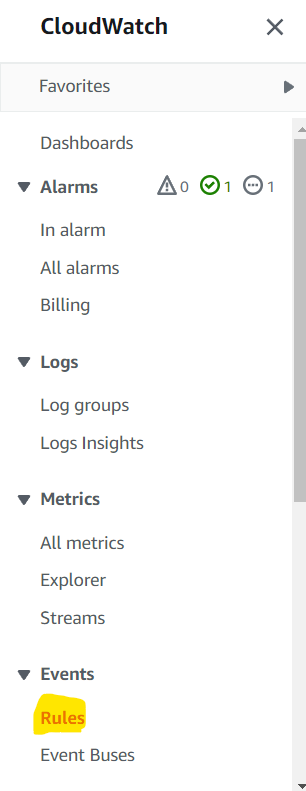 CloudWatch
Favorites
Dashboards
Alarms 0 1 1
In alarm
All alarms
Billing
Logs
Log groups
Logs Insights
Metrics
All metrics
Explorer
Streams
Events
Rules
Event Buses